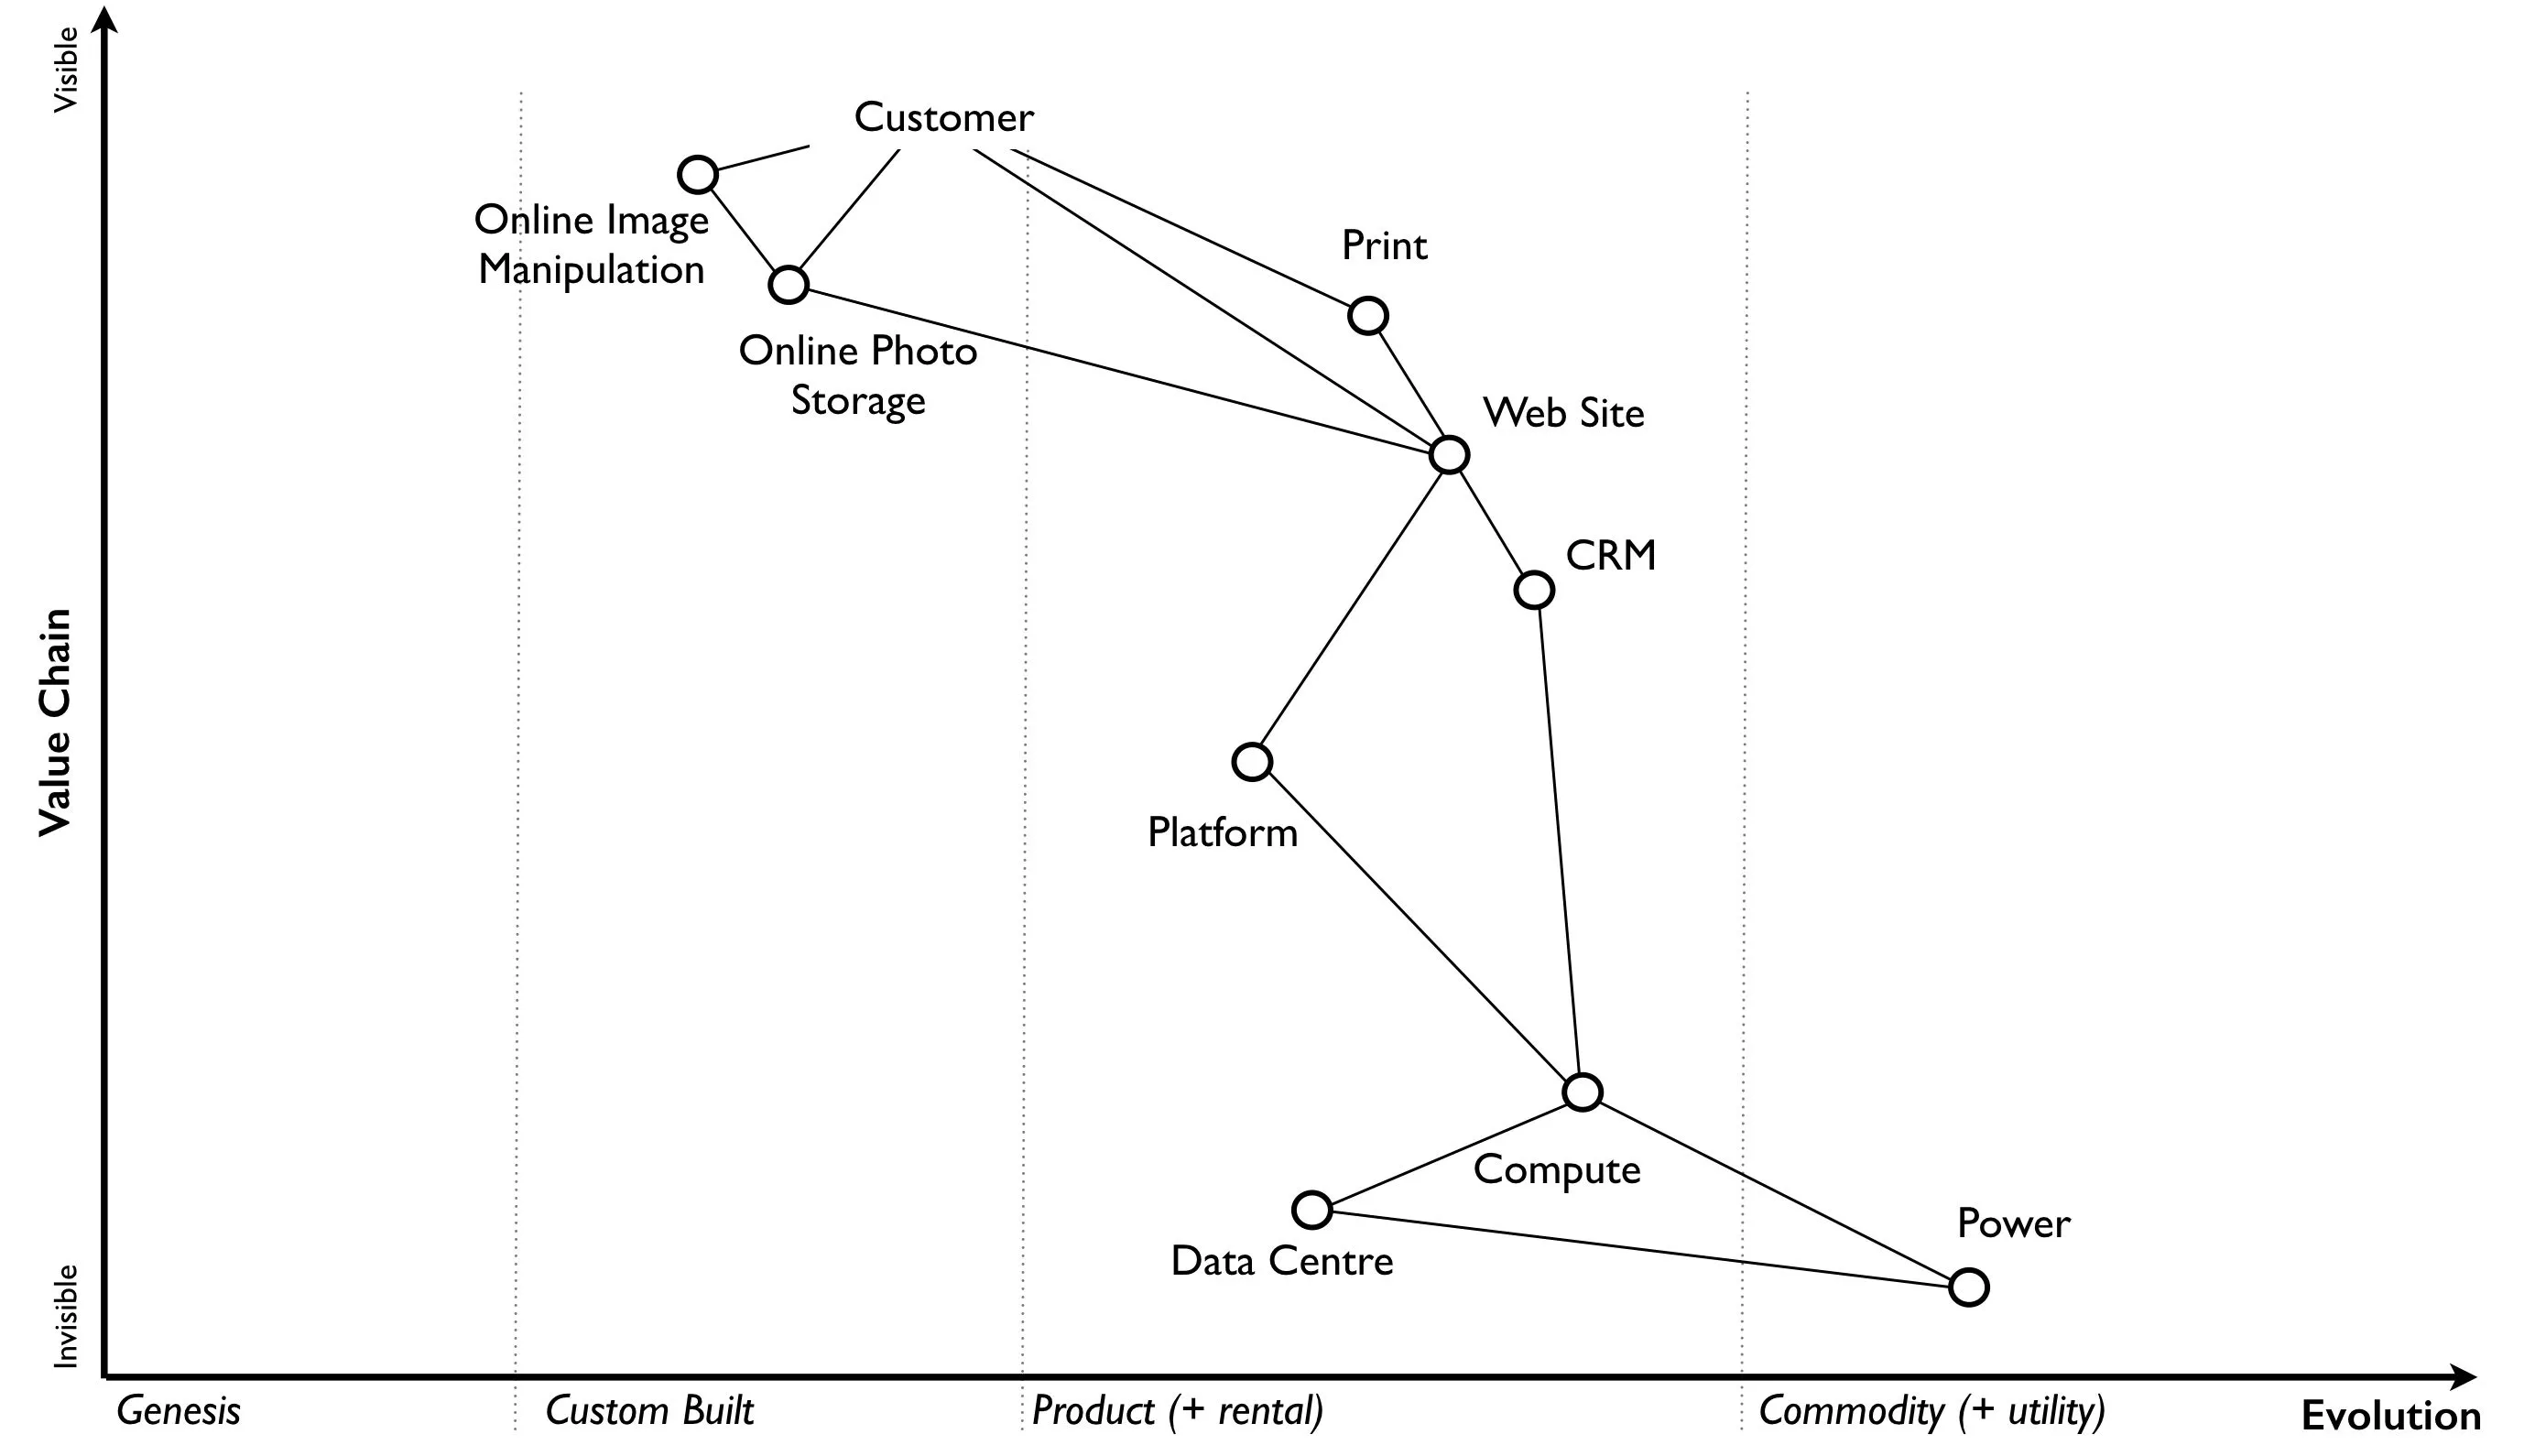 Visible
Customer
Online Image
Manipulation
Print
Online Photo
Storage
Web Site
CRM
Value Chain
Platform
Compute
Power
Data Centre
Invisible
Genesis
Custom Built
Product (+ rental)
Commodity (+ utility)
Evolution